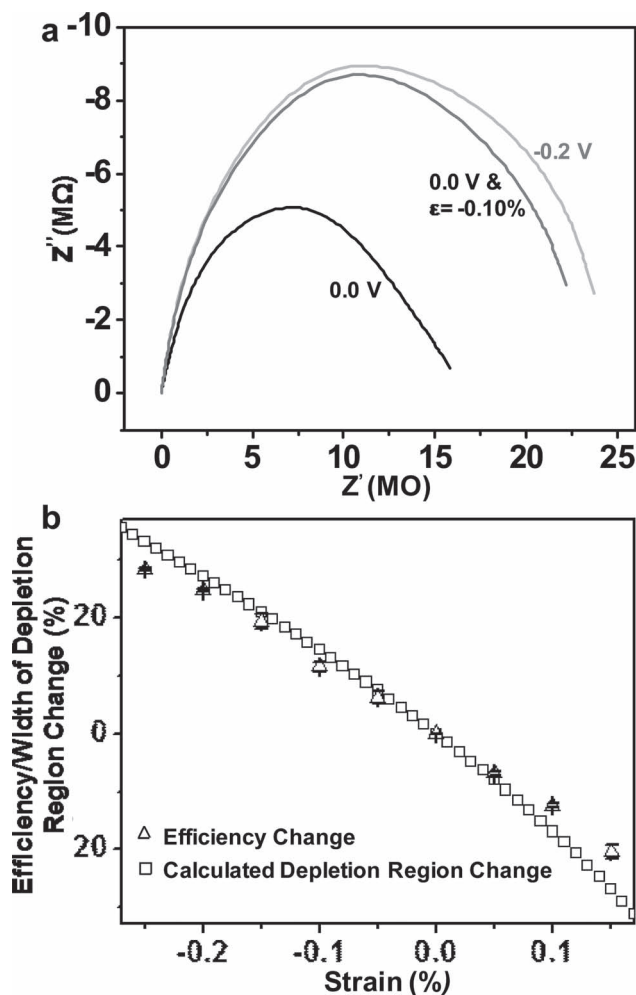 a
-10
-8
-6
-4
-2
0
Z''(MΩ)
-0.2 V
0.0 V &
ε= -0.10%
0.0 V
0 5 10 15 20 25
Z'(MO)
b
Efficiency/Width of Depletion
Region Change (%)
20
0
20
△ Efficiency Change
□ Calculated Depletion Region Change
-0.2 -0.1 0.0 0.1
Strain (%)